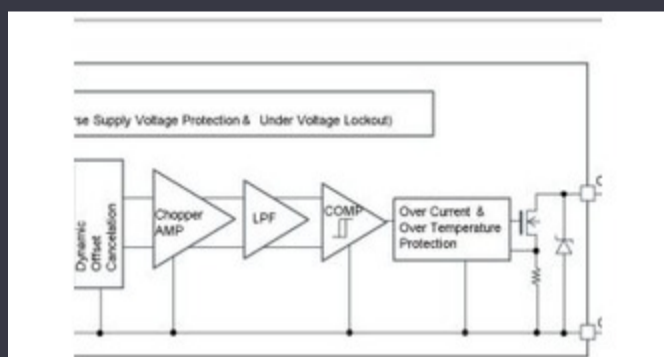 se Supply Voltage Protection & Under Voltage Lockout)
Dynamic
Offset
Cancelation
Chopper
AMP
LPF
COMP
Over Current &
Over Temperature
Protection